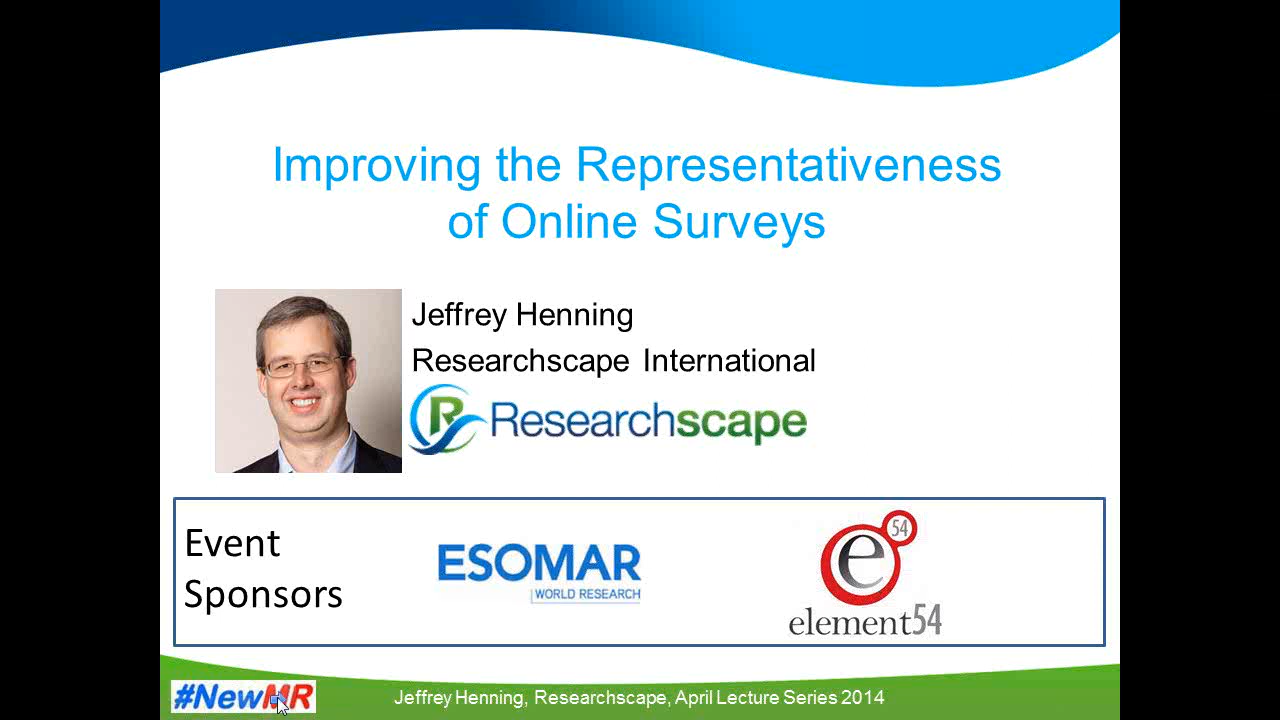 Improving the Representativeness
of Online Surveys
Jeffrey Henning
Researchscape International
Researchscape
Event
Sponsors
ESOMAR
WORLD RESEARCH
e 54
element54
#NewMR
Jeffrey Henning, Researchscape, April Lecture Series 2014